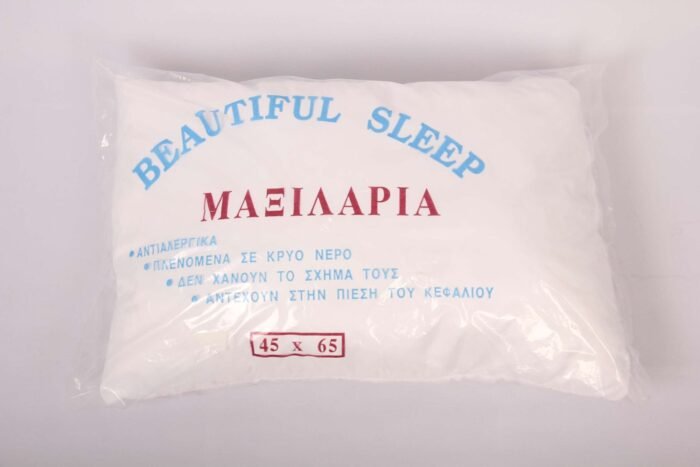 BEAUTIFUL SLEEP
ΜΑΞΙΛΑΡΙΑ
• ΑΝΤΙΑΛΕΡΓΙΚΑ
• ΠΛΕΝΟΜΕΝΑ ΣΕ ΚΡΥΟ ΝΕΡΟ
• ΔΕΝ ΧΑΝΟΥΝ ΤΟ ΣΧΗΜΑ ΤΟΥΣ
• ΑΝΤΕΧΟΥΝ ΣΤΗΝ ΠΙΕΣΗ ΤΟΥ ΚΕΦΑΛΙΟΥ
45 x 65